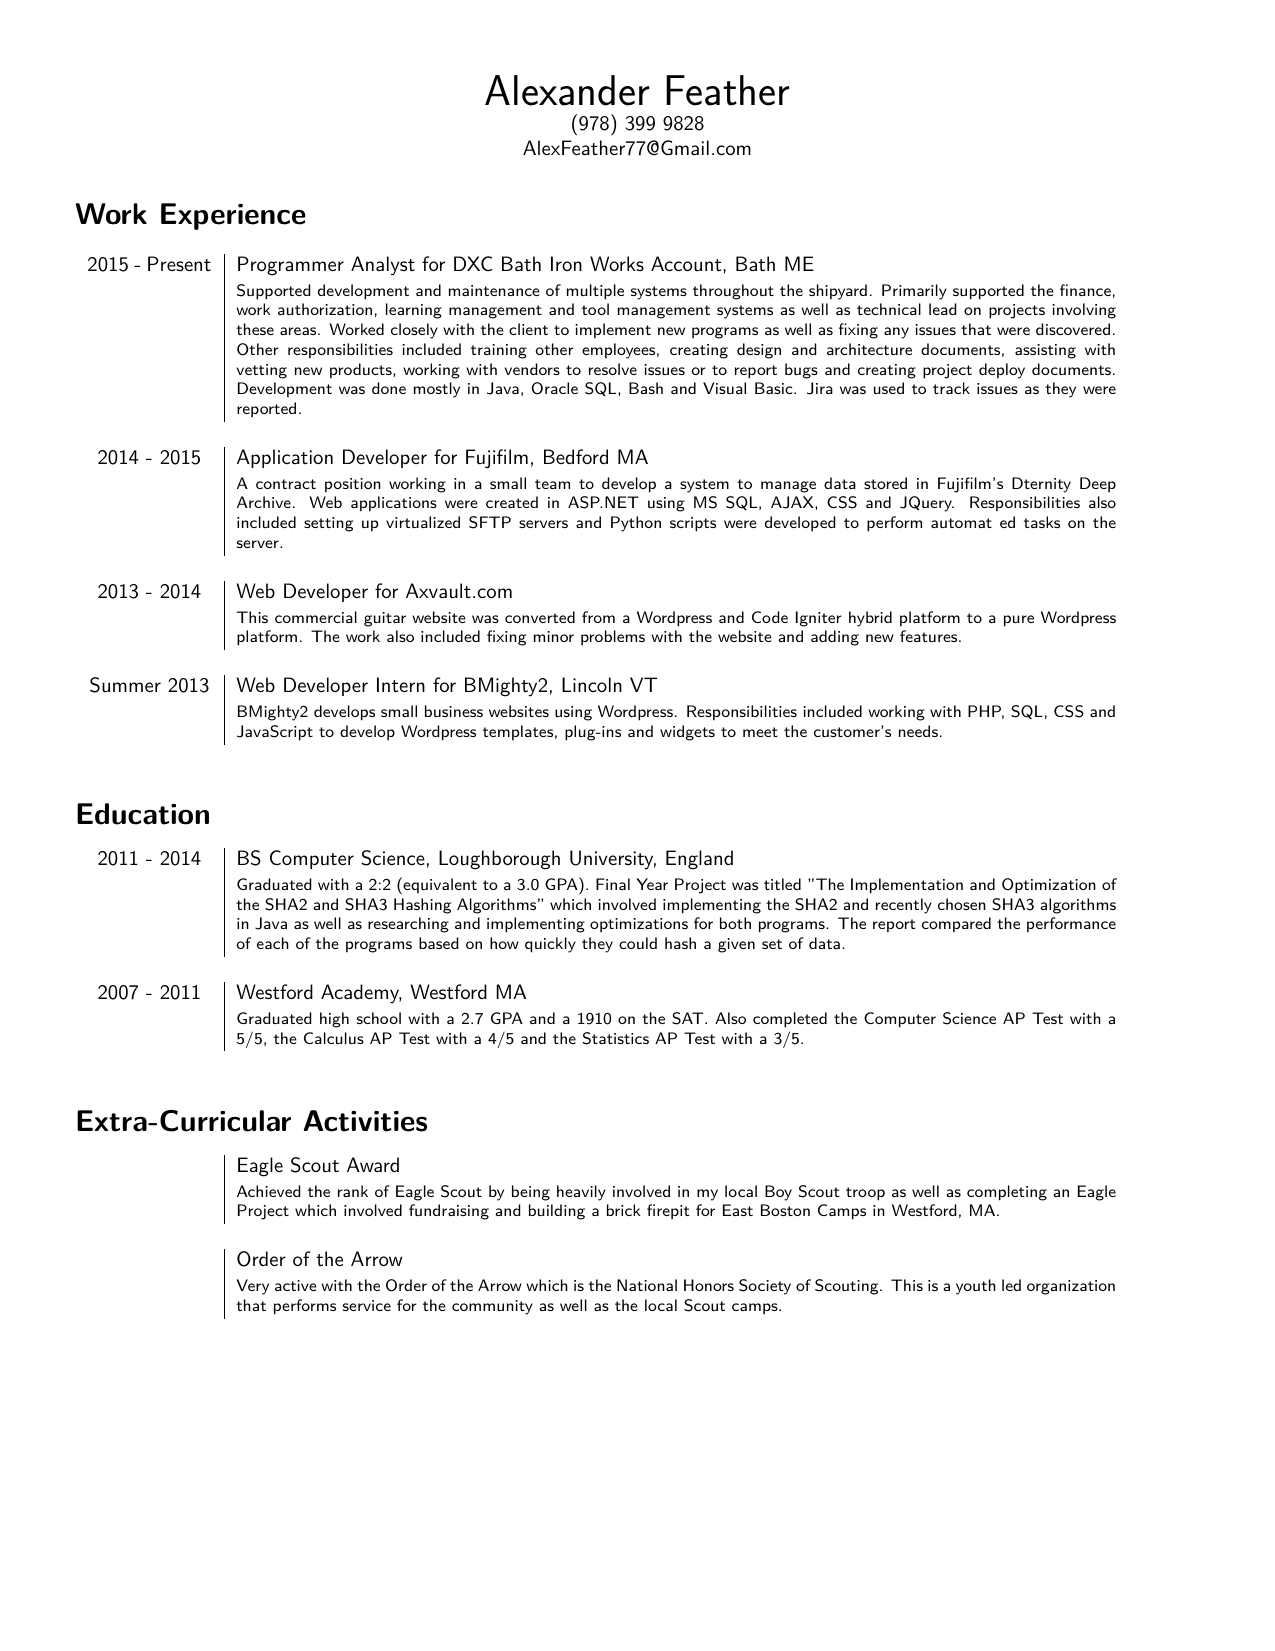 Alexander Feather
(978) 399 9828
AlexFeather77@Gmail.com
Work Experience
2015 - Present
Programmer Analyst for DXC Bath Iron Works Account, Bath ME
Supported development and maintenance of multiple systems throughout the shipyard. Primarily supported the finance,
work authorization, learning management and tool management systems as well as technical lead on projects involving
these areas. Worked closely with the client to implement new programs as well as fixing any issues that were discovered.
Other responsibilities included training other employees, creating design and architecture documents, assisting with
vetting new products, working with vendors to resolve issues or to report bugs and creating project deploy documents.
Development was done mostly in Java, Oracle SQL, Bash and Visual Basic. Jira was used to track issues as they were
reported.
2014 - 2015
Application Developer for Fujifilm, Bedford MA
A contract position working in a small team to develop a system to manage data stored in Fujifilm's Dternity Deep
Archive. Web applications were created in ASP.NET using MS SQL, AJAX, CSS and JQuery. Responsibilities also
included setting up virtualized SFTP servers and Python scripts were developed to perform automat ed tasks on the
server.
2013 - 2014
Web Developer for Axvault.com
This commercial guitar website was converted from a Wordpress and Code Igniter hybrid platform to a pure Wordpress
platform. The work also included fixing minor problems with the website and adding new features.
Summer 2013
Web Developer Intern for BMighty2, Lincoln VT
BMighty2 develops small business websites using Wordpress. Responsibilities included working with PHP, SQL, CSS and
JavaScript to develop Wordpress templates, plug-ins and widgets to meet the customer's needs.
Education
2011 - 2014
BS Computer Science, Loughborough University, England
Graduated with a 2:2 (equivalent to a 3.0 GPA). Final Year Project was titled "The Implementation and Optimization of
the SHA2 and SHA3 Hashing Algorithms" which involved implementing the SHA2 and recently chosen SHA3 algorithms
in Java as well as researching and implementing optimizations for both programs. The report compared the performance
of each of the programs based on how quickly they could hash a given set of data.
2007 - 2011
Westford Academy, Westford MA
Graduated high school with a 2.7 GPA and a 1910 on the SAT. Also completed the Computer Science AP Test with a
5/5, the Calculus AP Test with a 4/5 and the Statistics AP Test with a 3/5.
Extra-Curricular Activities
Eagle Scout Award
Achieved the rank of Eagle Scout by being heavily involved in my local Boy Scout troop as well as completing an Eagle
Project which involved fundraising and building a brick firepit for East Boston Camps in Westford, MA.
Order of the Arrow
Very active with the Order of the Arrow which is the National Honors Society of Scouting. This is a youth led organization
that performs service for the community as well as the local Scout camps.